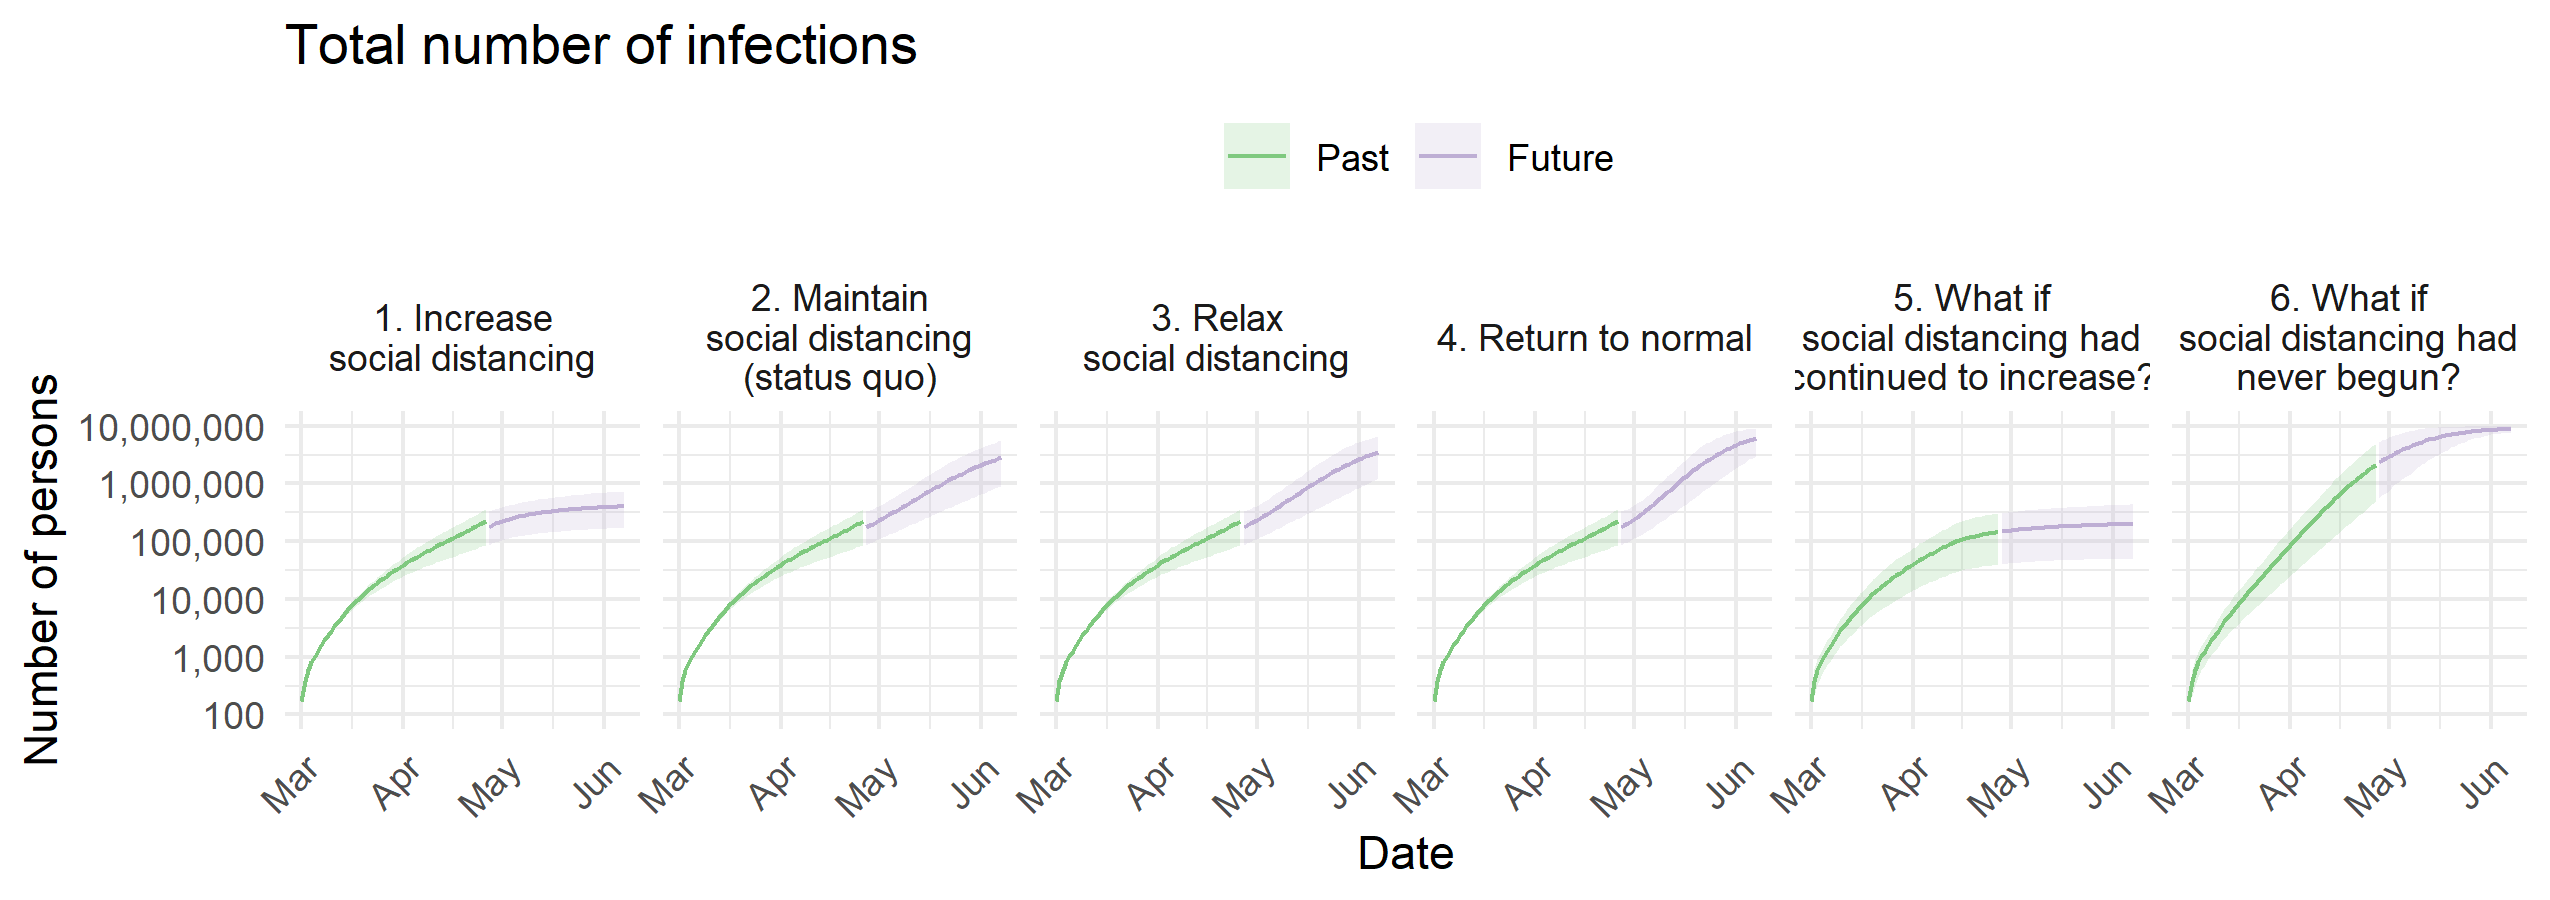 Total number of infections
Past
Future
1. Increase
social distancing
2. Maintain
social distancing
(status quo)
3. Relax
social distancing
4. Return to normal
5. What if
social distancing had
continued to increase?
6. What if
social distancing had
never begun?
Number of persons
10,000,000
1,000,000
100,000
10,000
1,000
100
Mar Apr May Jun
Mar Apr May Jun
Mar Apr May Jun
Mar Apr May Jun
Mar Apr May Jun
Mar Apr May Jun
Date